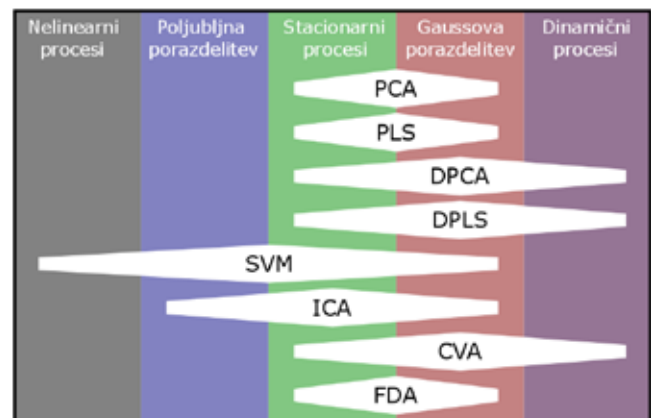 Nelinearni
procesi
Poljubljna
porazdelitev
Stacionarni
procesi
Gaussova
porazdelitev
Dinamični
procesi
PCA
PLS
DPCA
DPLS
SVM
ICA
CVA
FDA